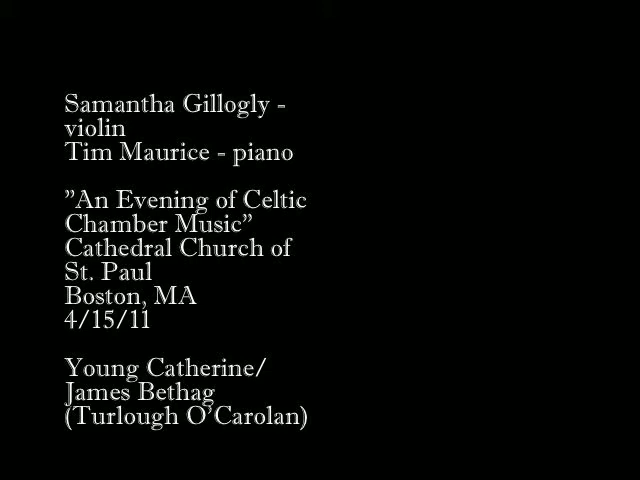 Samantha Gillogly -
violin
Tim Maurice - piano
"An Evening of Celtic
Chamber Music"
Cathedral Church of
St. Paul
Boston, MA
4/15/11
Young Catherine/
James Bethag
(Turlough O'Carolan)